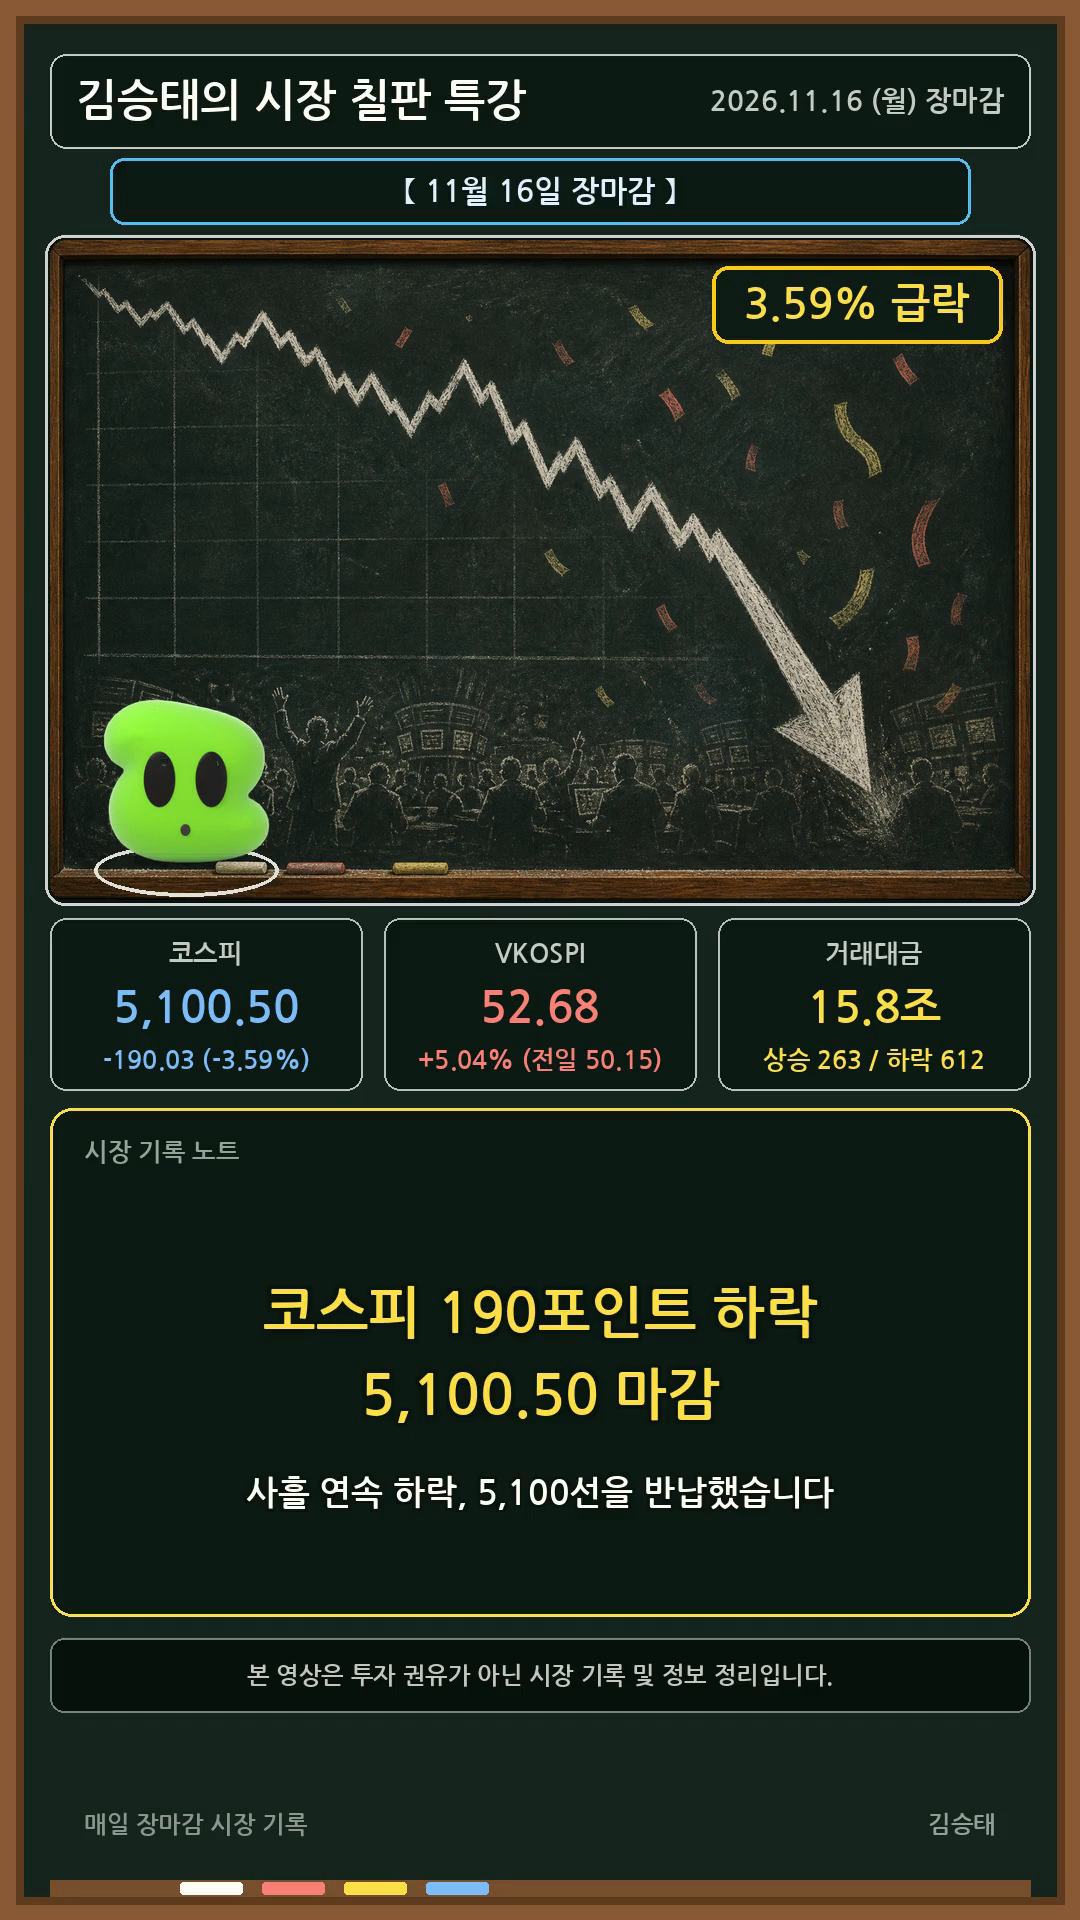 김승태의 시장 칠판 특강
2026.11.16 (월) 장마감
【 11월 16일 장마감 】
3.59% 급락
코스피
5,100.50
-190.03 (-3.59%)
VKOSPI
52.68
+5.04% (전일 50.15)
거래대금
15.8조
상승 263 / 하락 612
시장 기록 노트
코스피 190포인트 하락
5,100.50 마감
사흘 연속 하락, 5,100선을 반납했습니다
본 영상은 투자 권유가 아닌 시장 기록 및 정보 정리입니다.
매일 장마감 시장 기록
김승태